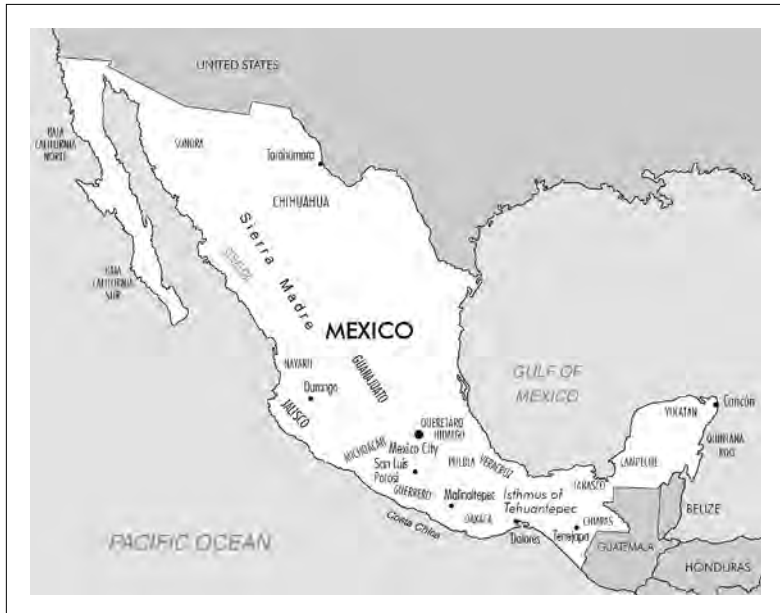 UNITED STATES
BAJA
CALIFORNIA
NORTE
SONORA
Tarahumara
CHIHUAHUA
Sierra Madre
SINALOA
BAJA
CALIFORNIA
SUR
MEXICO
NAYARIT
GUANAJUATO
GULF OF
MEXICO
Durango
JALISCO
YUCATAN
Cancún
QUERETARO
HIDALGO
QUINTANA
ROO
MICHOACAN
Mexico City
PUEBLA
VERACRUZ
CAMPECHE
San Luis
Potosí
TABASCO
GUERRERO
Malinaltepec
Isthmus of
Tehuantepec
BELIZE
Costa Chica
OAXACA
CHIAPAS
Dolores
Tenejapa
GUATEMALA
PACIFIC OCEAN
HONDURAS